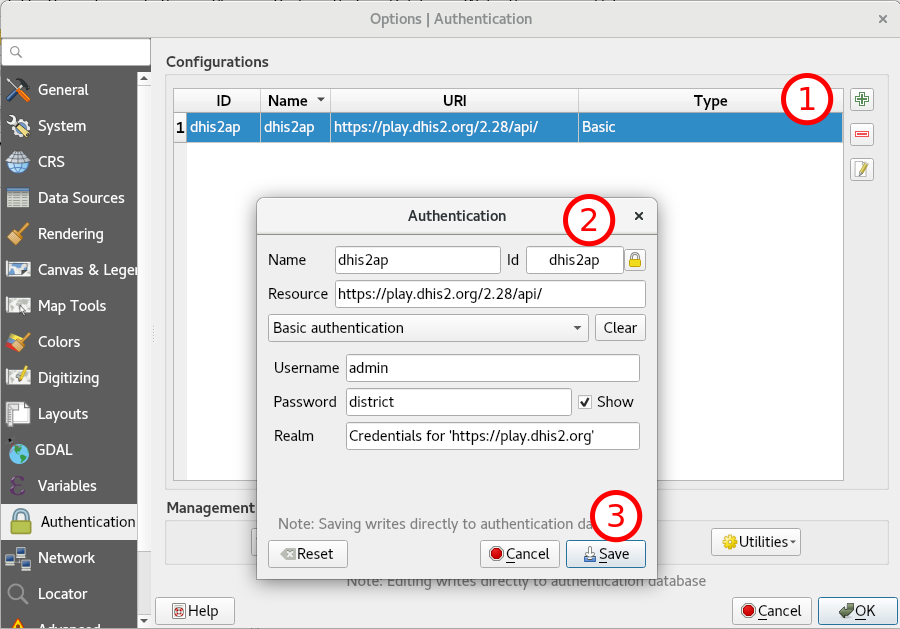 Options | Authentication
Configurations
General
System
CRS
Data Sources
Rendering
Canvas & Leger
Map Tools
Colors
Digitizing
Layouts
GDAL
Variables
Authentication
Network
Locator
Advanced
ID Name URI Type
1 dhis2ap dhis2ap https://play.dhis2.org/2.28/api/ Basic
1
Authentication
2
Name dhis2ap Id dhis2ap
Resource https://play.dhis2.org/2.28/api/
Basic authentication Clear
Username admin
Password district Show
Realm Credentials for 'https://play.dhis2.org'
Note: Saving writes directly to authentication da
3
Reset Cancel Save
Management
Utilities
Note: Editing writes directly to authentication database
Help Cancel OK